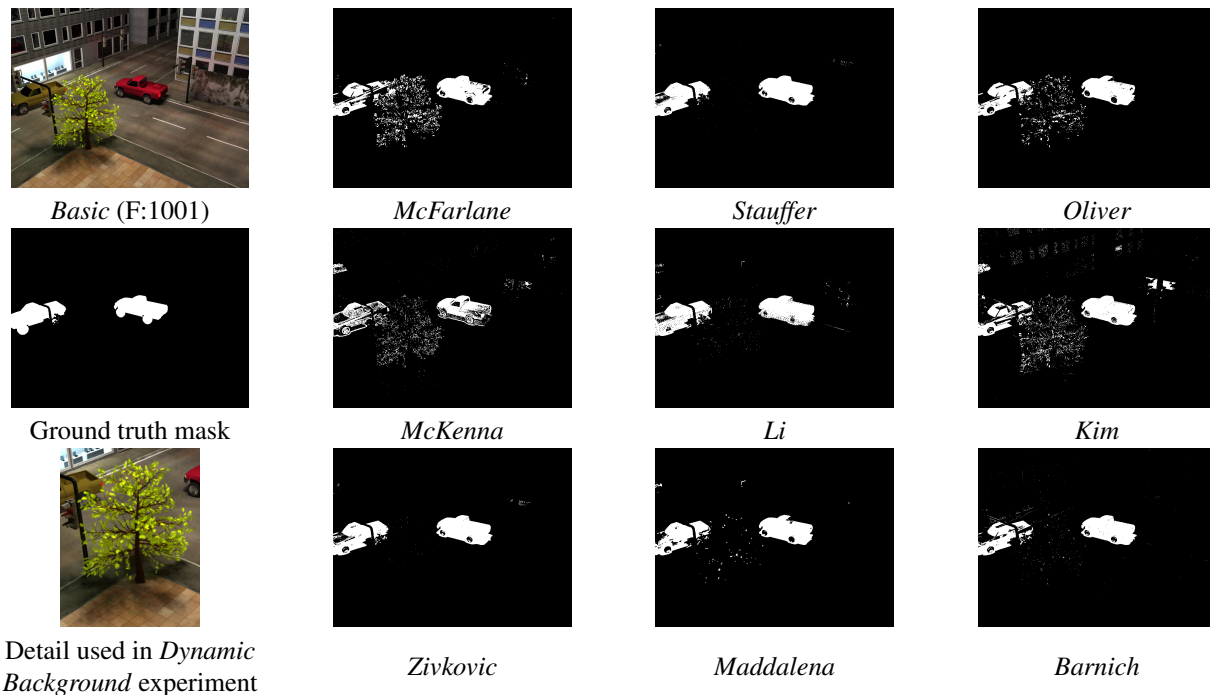 Basic (F:1001)
McFarlane
Stauffer
Oliver
Ground truth mask
McKenna
Li
Kim
Detail used in Dynamic
Background experiment
Zivkovic
Maddalena
Barnich